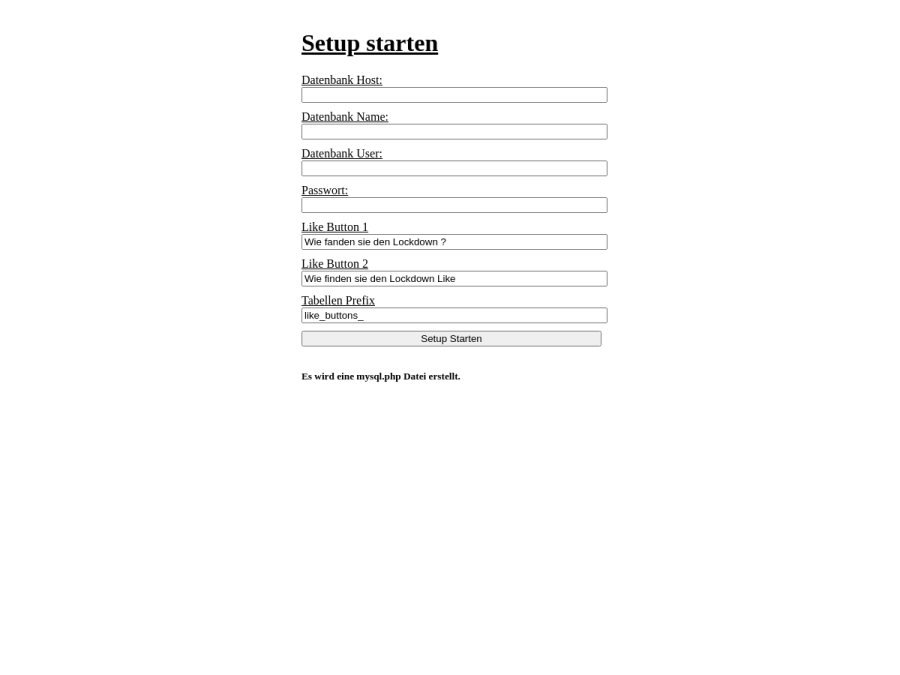 Setup starten
Datenbank Host:
Datenbank Name:
Datenbank User:
Passwort:
Like Button 1
Wie fanden sie den Lockdown ?
Like Button 2
Wie finden sie den Lockdown Like
Tabellen Prefix
like_buttons_
Setup Starten
Es wird eine mysql.php Datei erstellt.